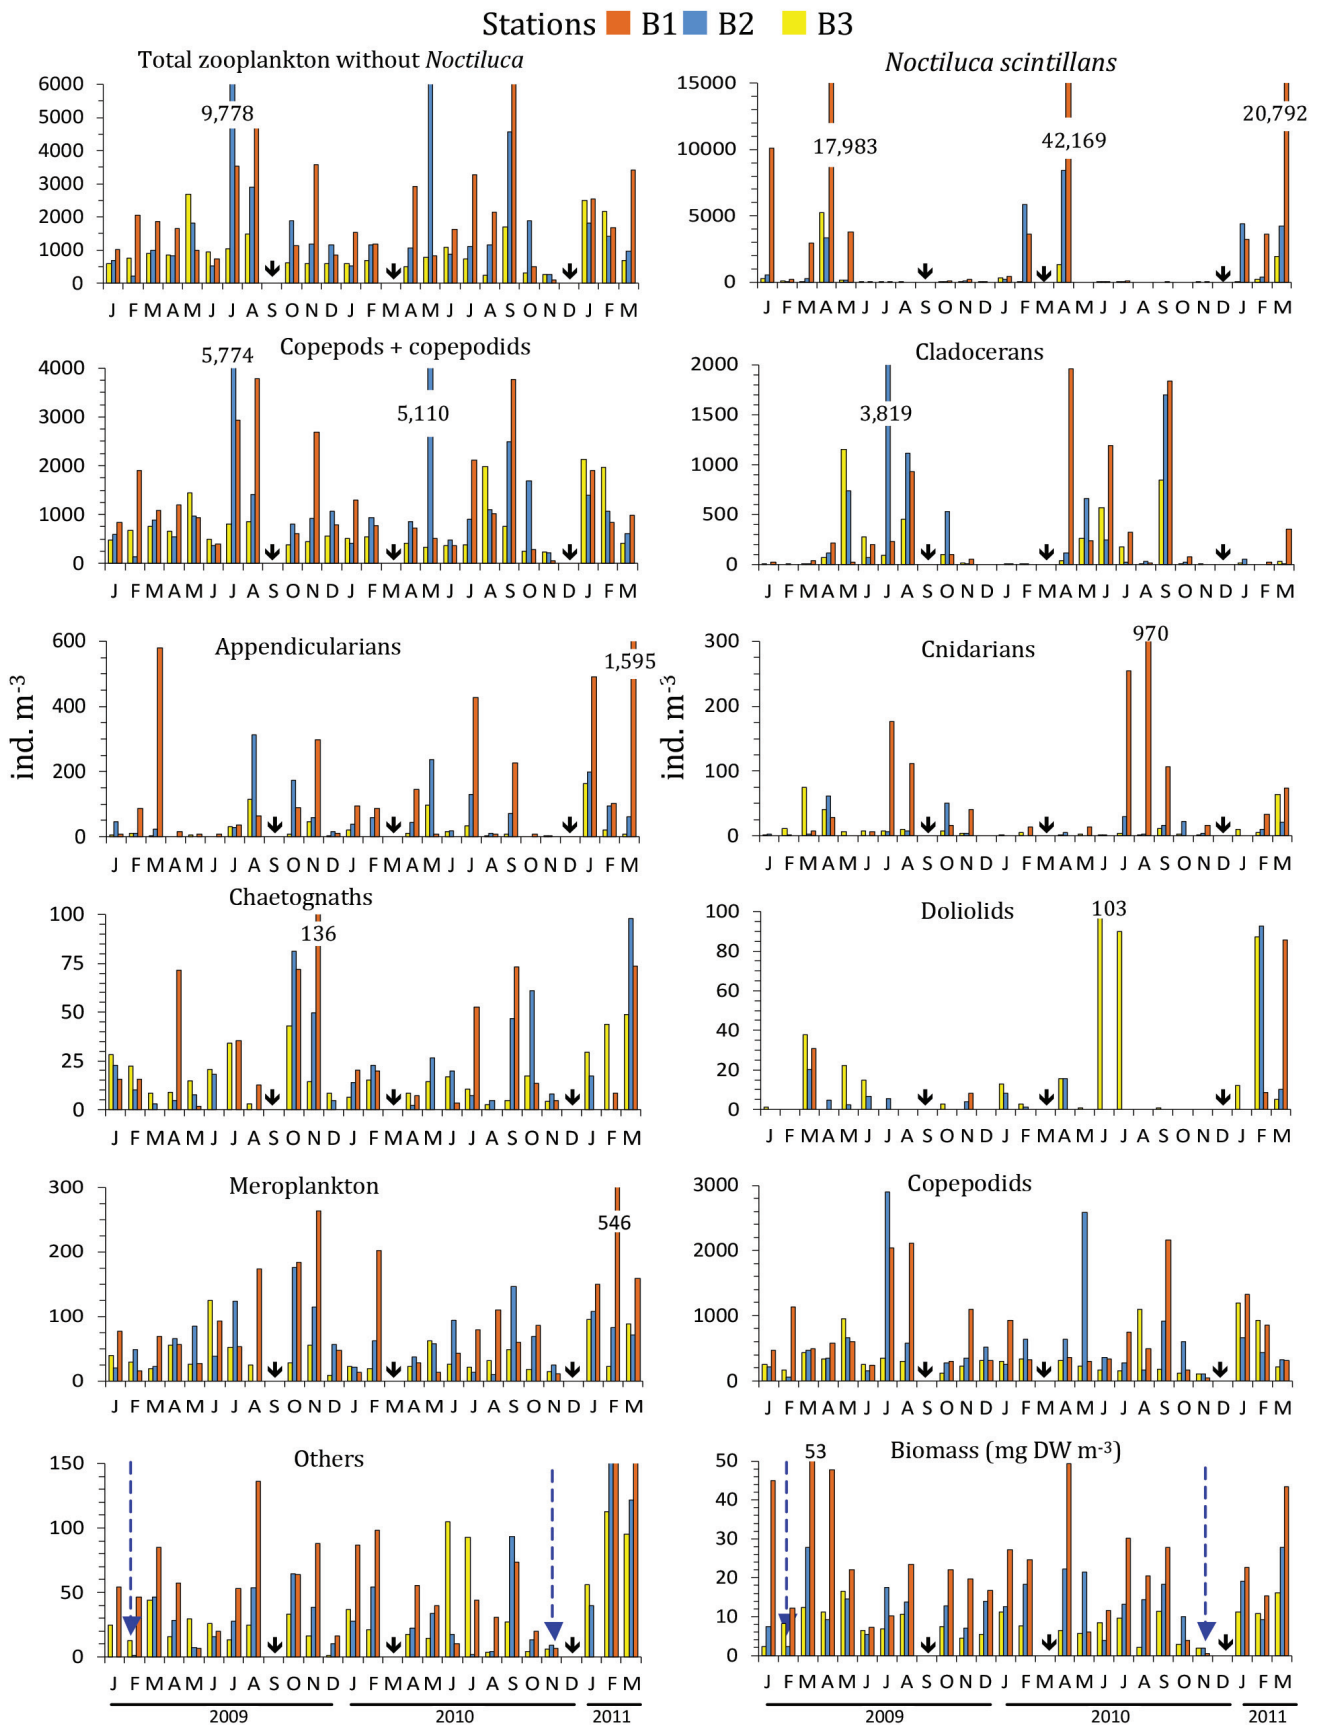 Stations B1 B2 B3
Total zooplankton without Noctiluca
6000
5000
4000
3000
2000
1000
0
9,778
J F M A M J J A S O N D J F M A M J J A S O N D J F M
Noctiluca scintillans
15000
10000
5000
0
17,983
42,169
20,792
J F M A M J J A S O N D J F M A M J J A S O N D J F M
Copepods + copepodids
4000
3000
2000
1000
0
5,774
5,110
J F M A M J J A S O N D J F M A M J J A S O N D J F M
Cladocerans
2000
1500
1000
500
0
3,819
J F M A M J J A S O N D J F M A M J J A S O N D J F M
ind. m-3
Appendicularians
600
400
200
0
1,595
J F M A M J J A S O N D J F M A M J J A S O N D J F M
ind. m-3
Cnidarians
300
200
100
0
970
J F M A M J J A S O N D J F M A M J J A S O N D J F M
Chaetognaths
100
75
50
25
0
136
J F M A M J J A S O N D J F M A M J J A S O N D J F M
Doliolids
100
80
60
40
20
0
103
J F M A M J J A S O N D J F M A M J J A S O N D J F M
Meroplankton
300
200
100
0
546
J F M A M J J A S O N D J F M A M J J A S O N D J F M
Copepodids
3000
2000
1000
0
J F M A M J J A S O N D J F M A M J J A S O N D J F M
Others
150
100
50
0
J F M A M J J A S O N D J F M A M J J A S O N D J F M
2009 2010 2011
Biomass (mg DW m-3)
50
40
30
20
10
0
53
J F M A M J J A S O N D J F M A M J J A S O N D J F M
2009 2010 2011